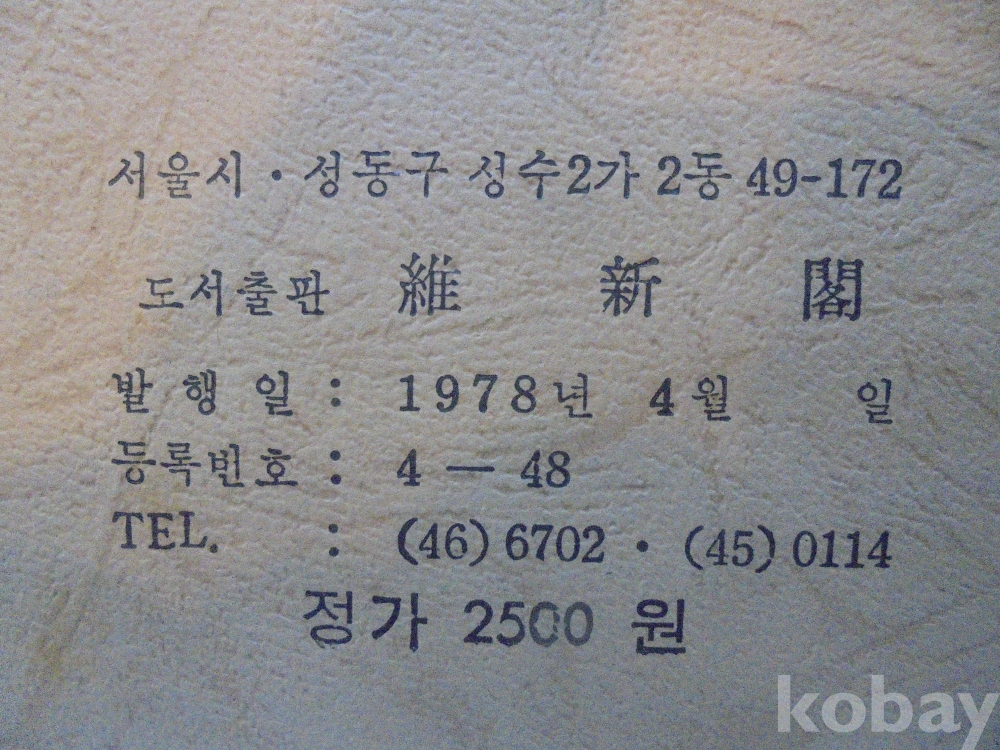 서울시·성동구 성수2가 2동 49-172
도서출판 維新閣
발행일 : 1978년 4월 일
등록번호 : 4 — 48
TEL. : (46) 6702 · (45) 0114
정가 2500 원
kobay